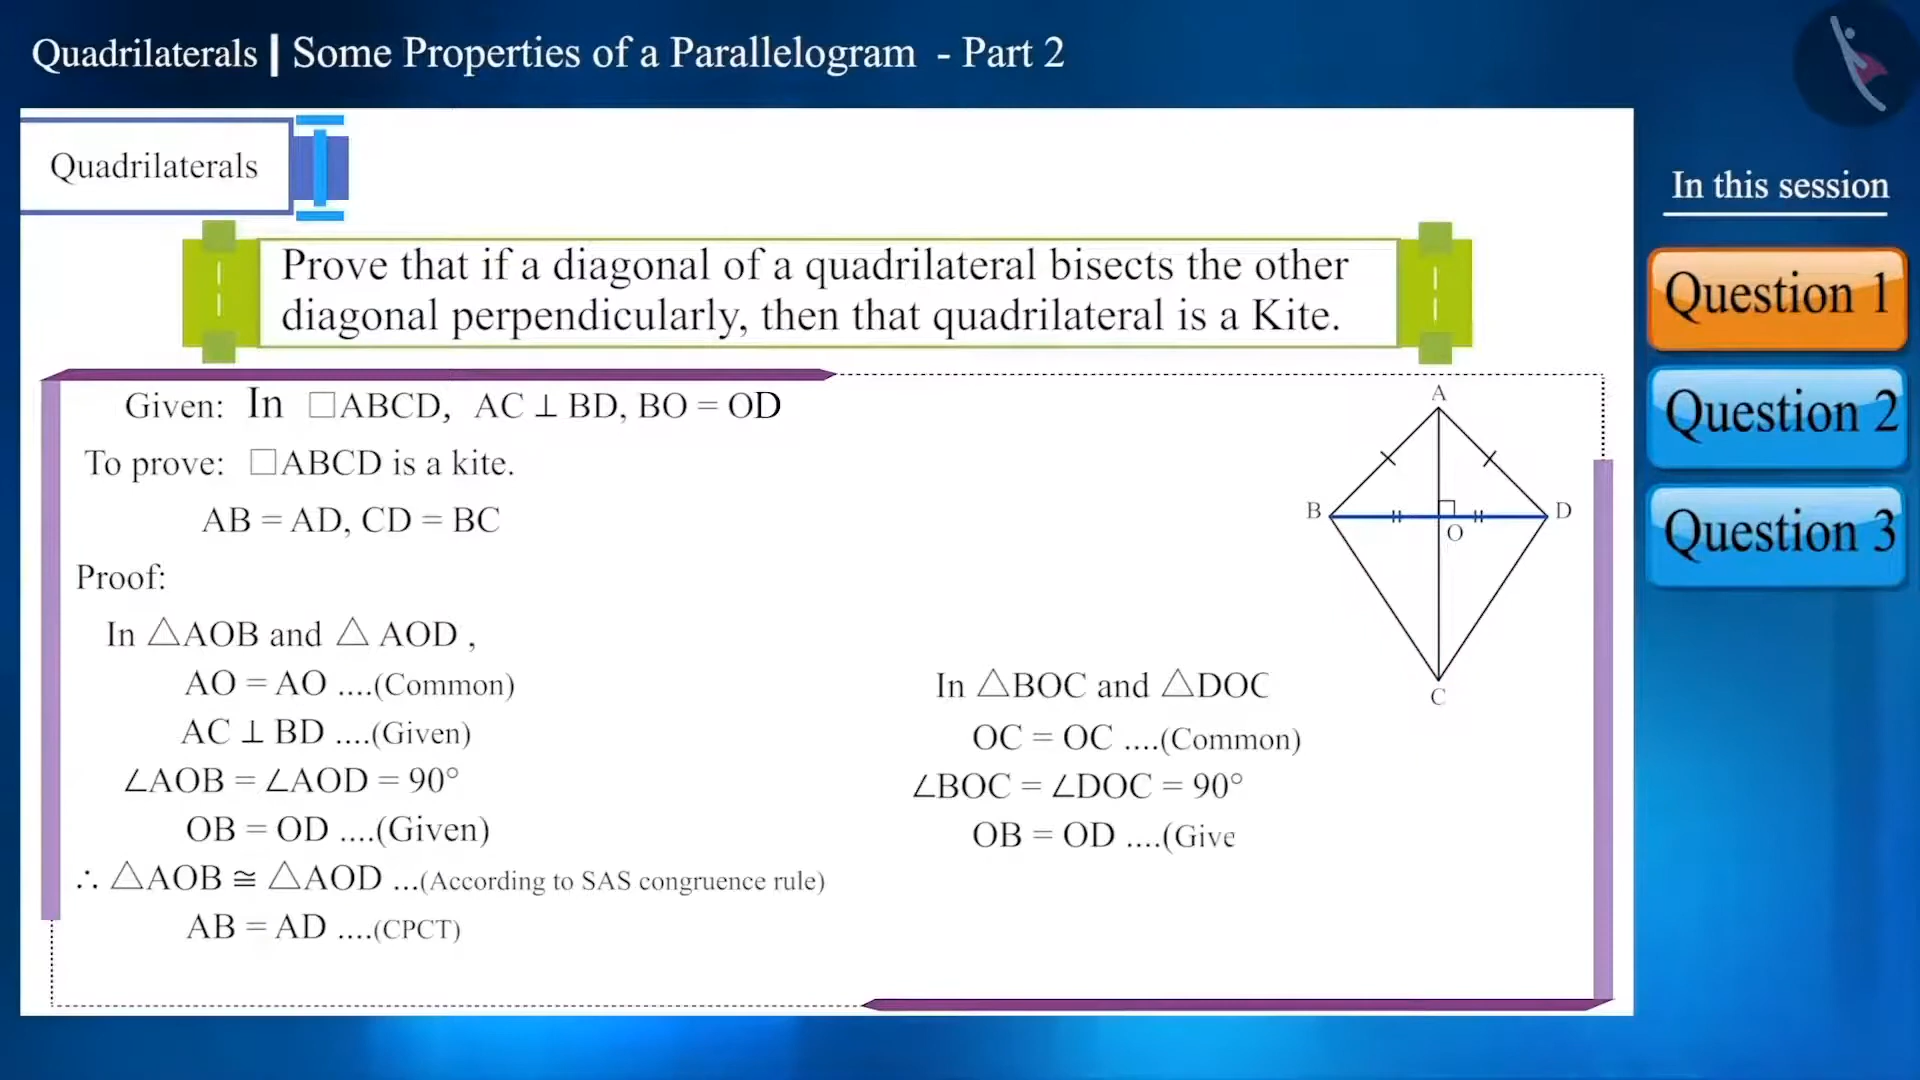 Quadrilaterals | Some Properties of a Parallelogram - Part 2
Quadrilaterals
Prove that if a diagonal of a quadrilateral bisects the other
diagonal perpendicularly, then that quadrilateral is a Kite.
Given: In □ABCD, AC ⊥ BD, BO = OD
To prove: □ABCD is a kite.
AB = AD, CD = BC
Proof:
In △AOB and △ AOD ,
AO = AO ....(Common)
AC ⊥ BD ....(Given)
∠AOB = ∠AOD = 90°
OB = OD ....(Given)
∴ △AOB ≅ △AOD ...(According to SAS congruence rule)
AB = AD ....(CPCT)
In △BOC and △DOC
OC = OC ....(Common)
∠BOC = ∠DOC = 90°
OB = OD ....(Give
A
B
D
O
C
In this session
Question 1
Question 2
Question 3